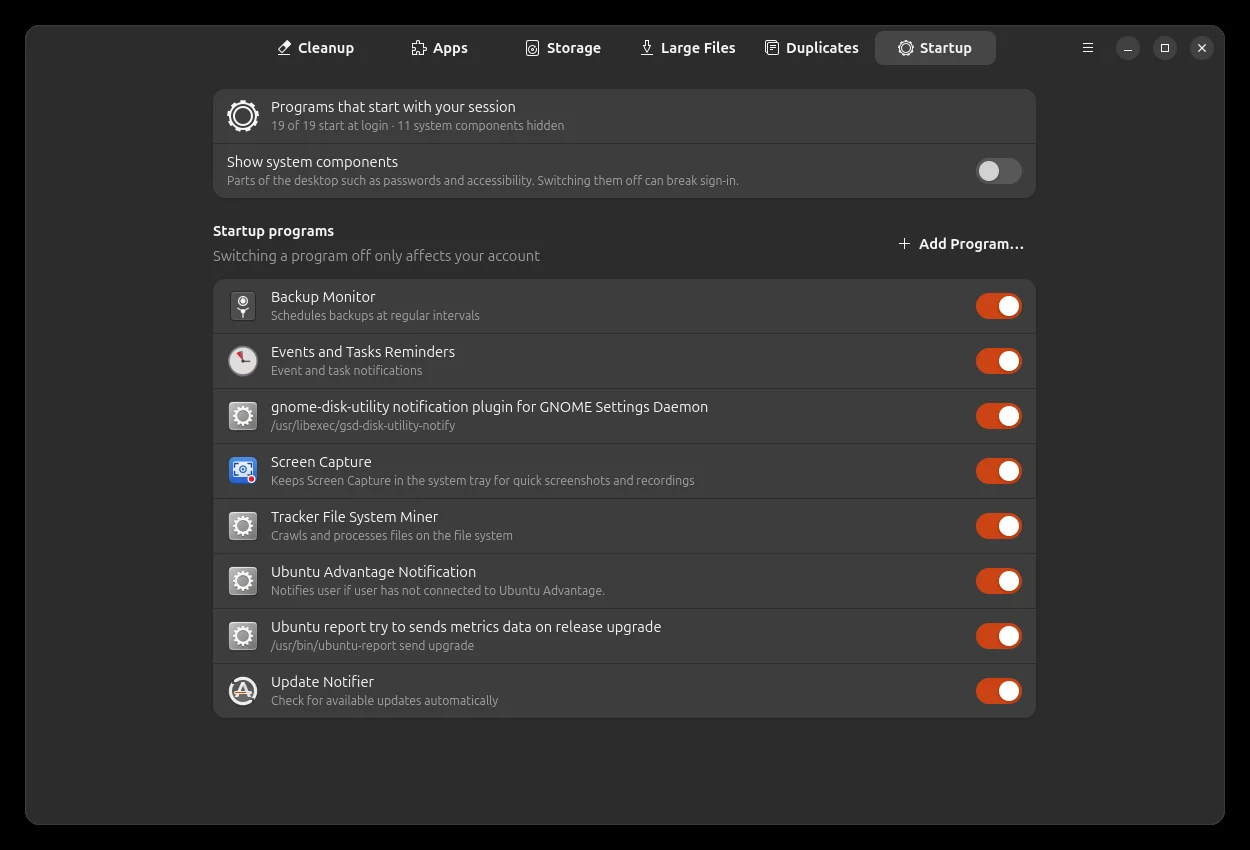 Cleanup
Apps
Storage
Large Files
Duplicates
Startup
Programs that start with your session
19 of 19 start at login · 11 system components hidden
Show system components
Parts of the desktop such as passwords and accessibility. Switching them off can break sign-in.
Startup programs
Switching a program off only affects your account
Add Program...
Backup Monitor
Schedules backups at regular intervals
Events and Tasks Reminders
Event and task notifications
gnome-disk-utility notification plugin for GNOME Settings Daemon
/usr/libexec/gsd-disk-utility-notify
Screen Capture
Keeps Screen Capture in the system tray for quick screenshots and recordings
Tracker File System Miner
Crawls and processes files on the file system
Ubuntu Advantage Notification
Notifies user if user has not connected to Ubuntu Advantage.
Ubuntu report try to sends metrics data on release upgrade
/usr/bin/ubuntu-report send upgrade
Update Notifier
Check for available updates automatically